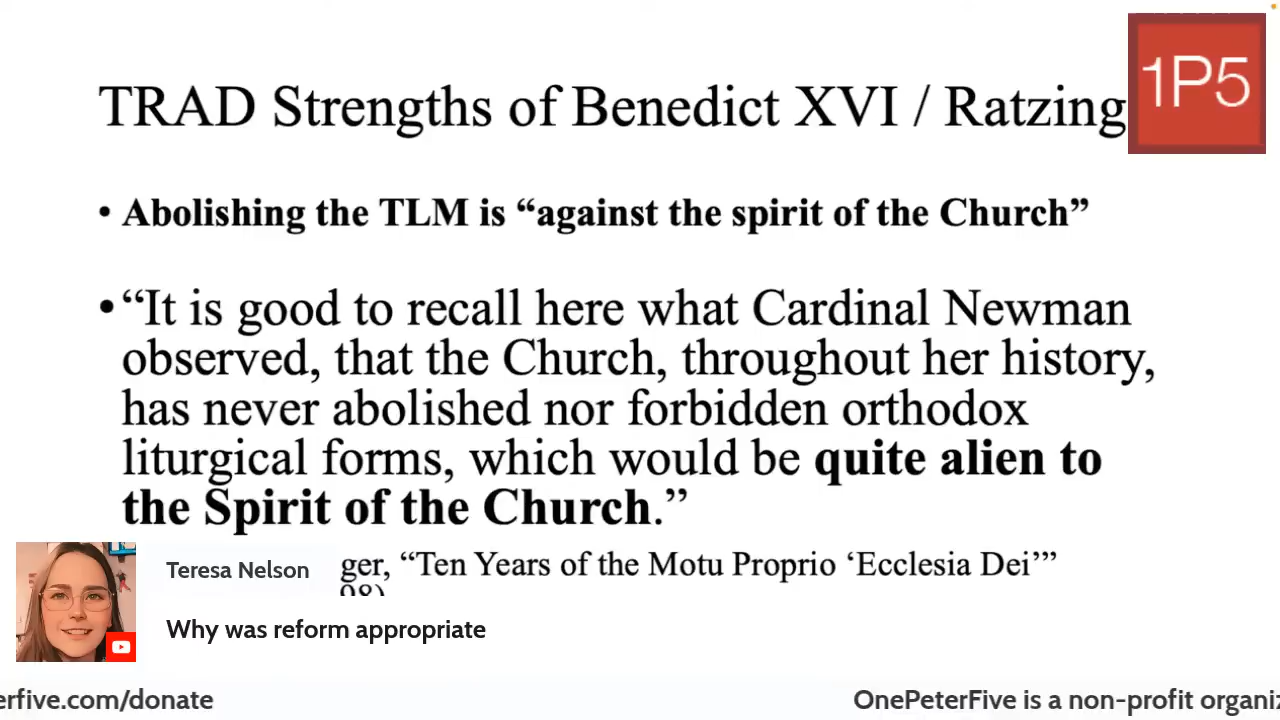 1P5
TRAD Strengths of Benedict XVI / Ratzing
• Abolishing the TLM is “against the spirit of the Church”
• “It is good to recall here what Cardinal Newman
observed, that the Church, throughout her history,
has never abolished nor forbidden orthodox
liturgical forms, which would be quite alien to
the Spirit of the Church.”
ger, “Ten Years of the Motu Proprio ‘Ecclesia Dei’”
98)
Teresa Nelson
Why was reform appropriate
erfive.com/donate
OnePeterFive is a non-profit organiz